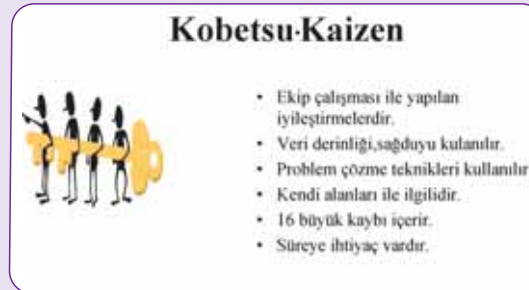 Kobetsu-Kaizen
• Ekip çalışması ile yapılan
iyileştirmelerdir.
• Veri derinliği,sağduyu kulanılır.
• Problem çözme teknikleri kullanılır
• Kendi alanları ile ilgilidir.
• 16 büyük kaybı içerir.
• Süreye ihtiyaç vardır.